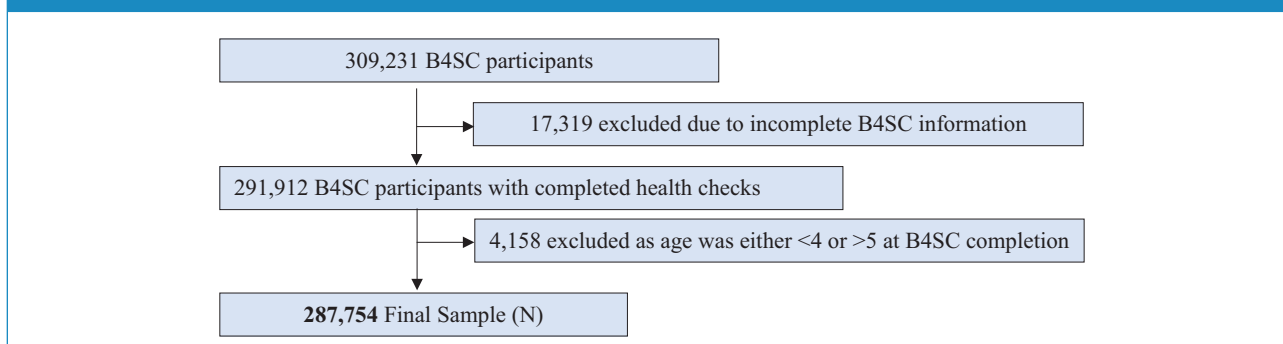 309,231 B4SC participants
17,319 excluded due to incomplete B4SC information
291,912 B4SC participants with completed health checks
4,158 excluded as age was either <4 or >5 at B4SC completion
287,754 Final Sample (N)